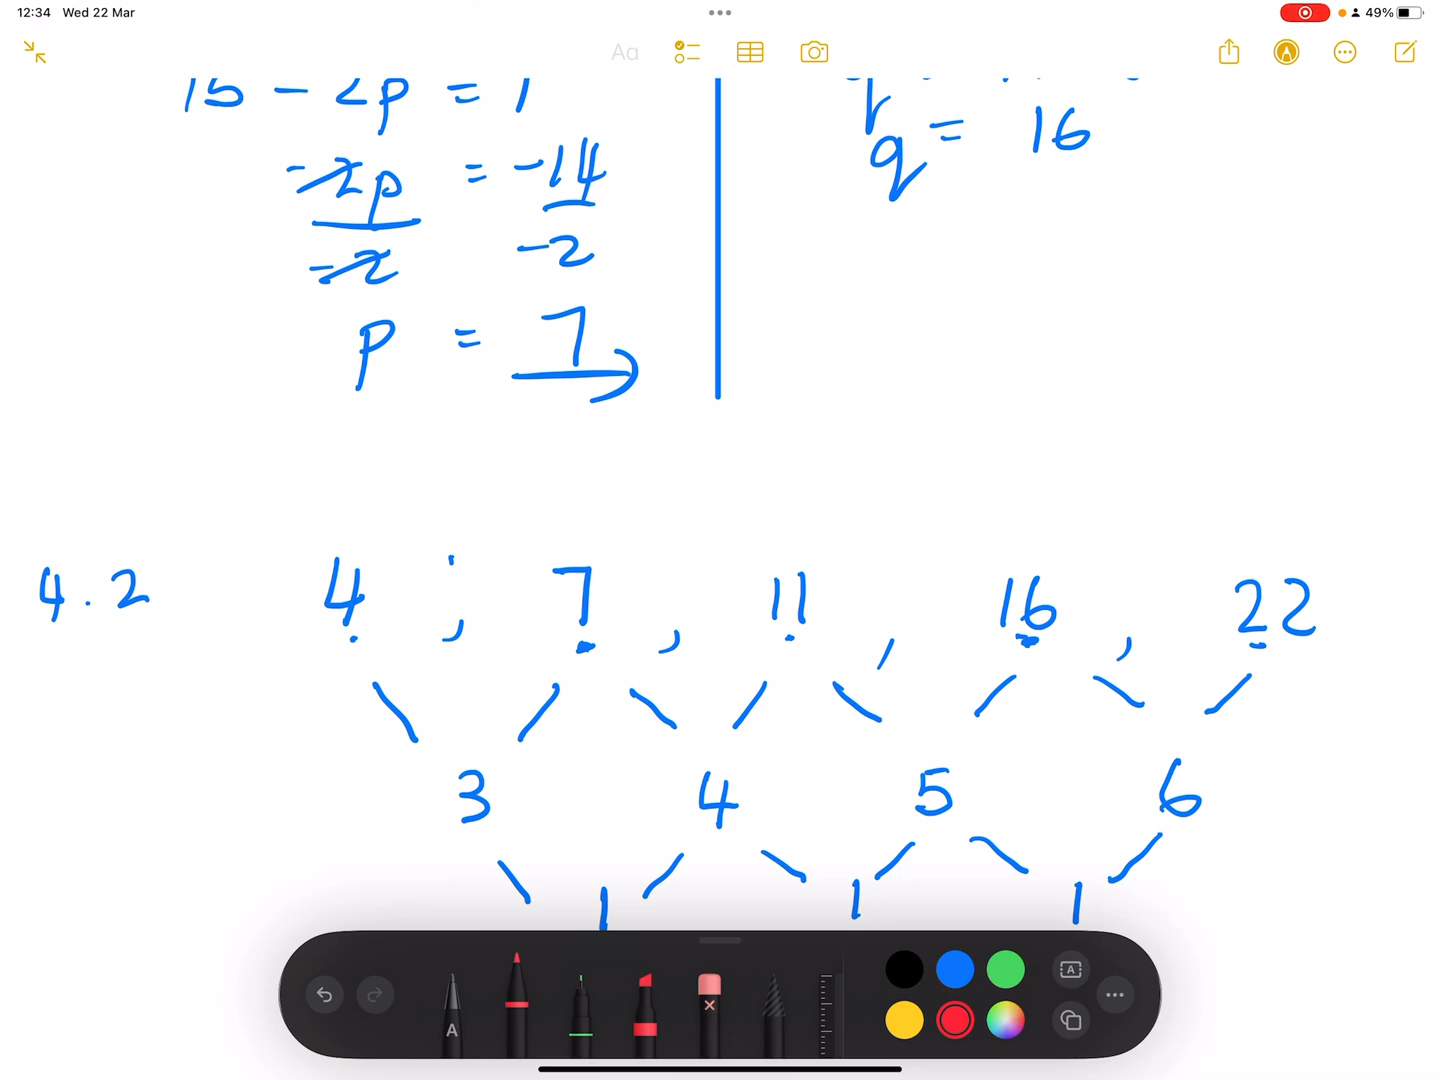 12:34 Wed 22 Mar
49%
Aa
15 - 2p = 1
-2p = -14
-2 -2
p = 7
q = 16
4.2 4 ; 7 , 11 , 16 , 22
3 4 5 6
1 1 1
A
A